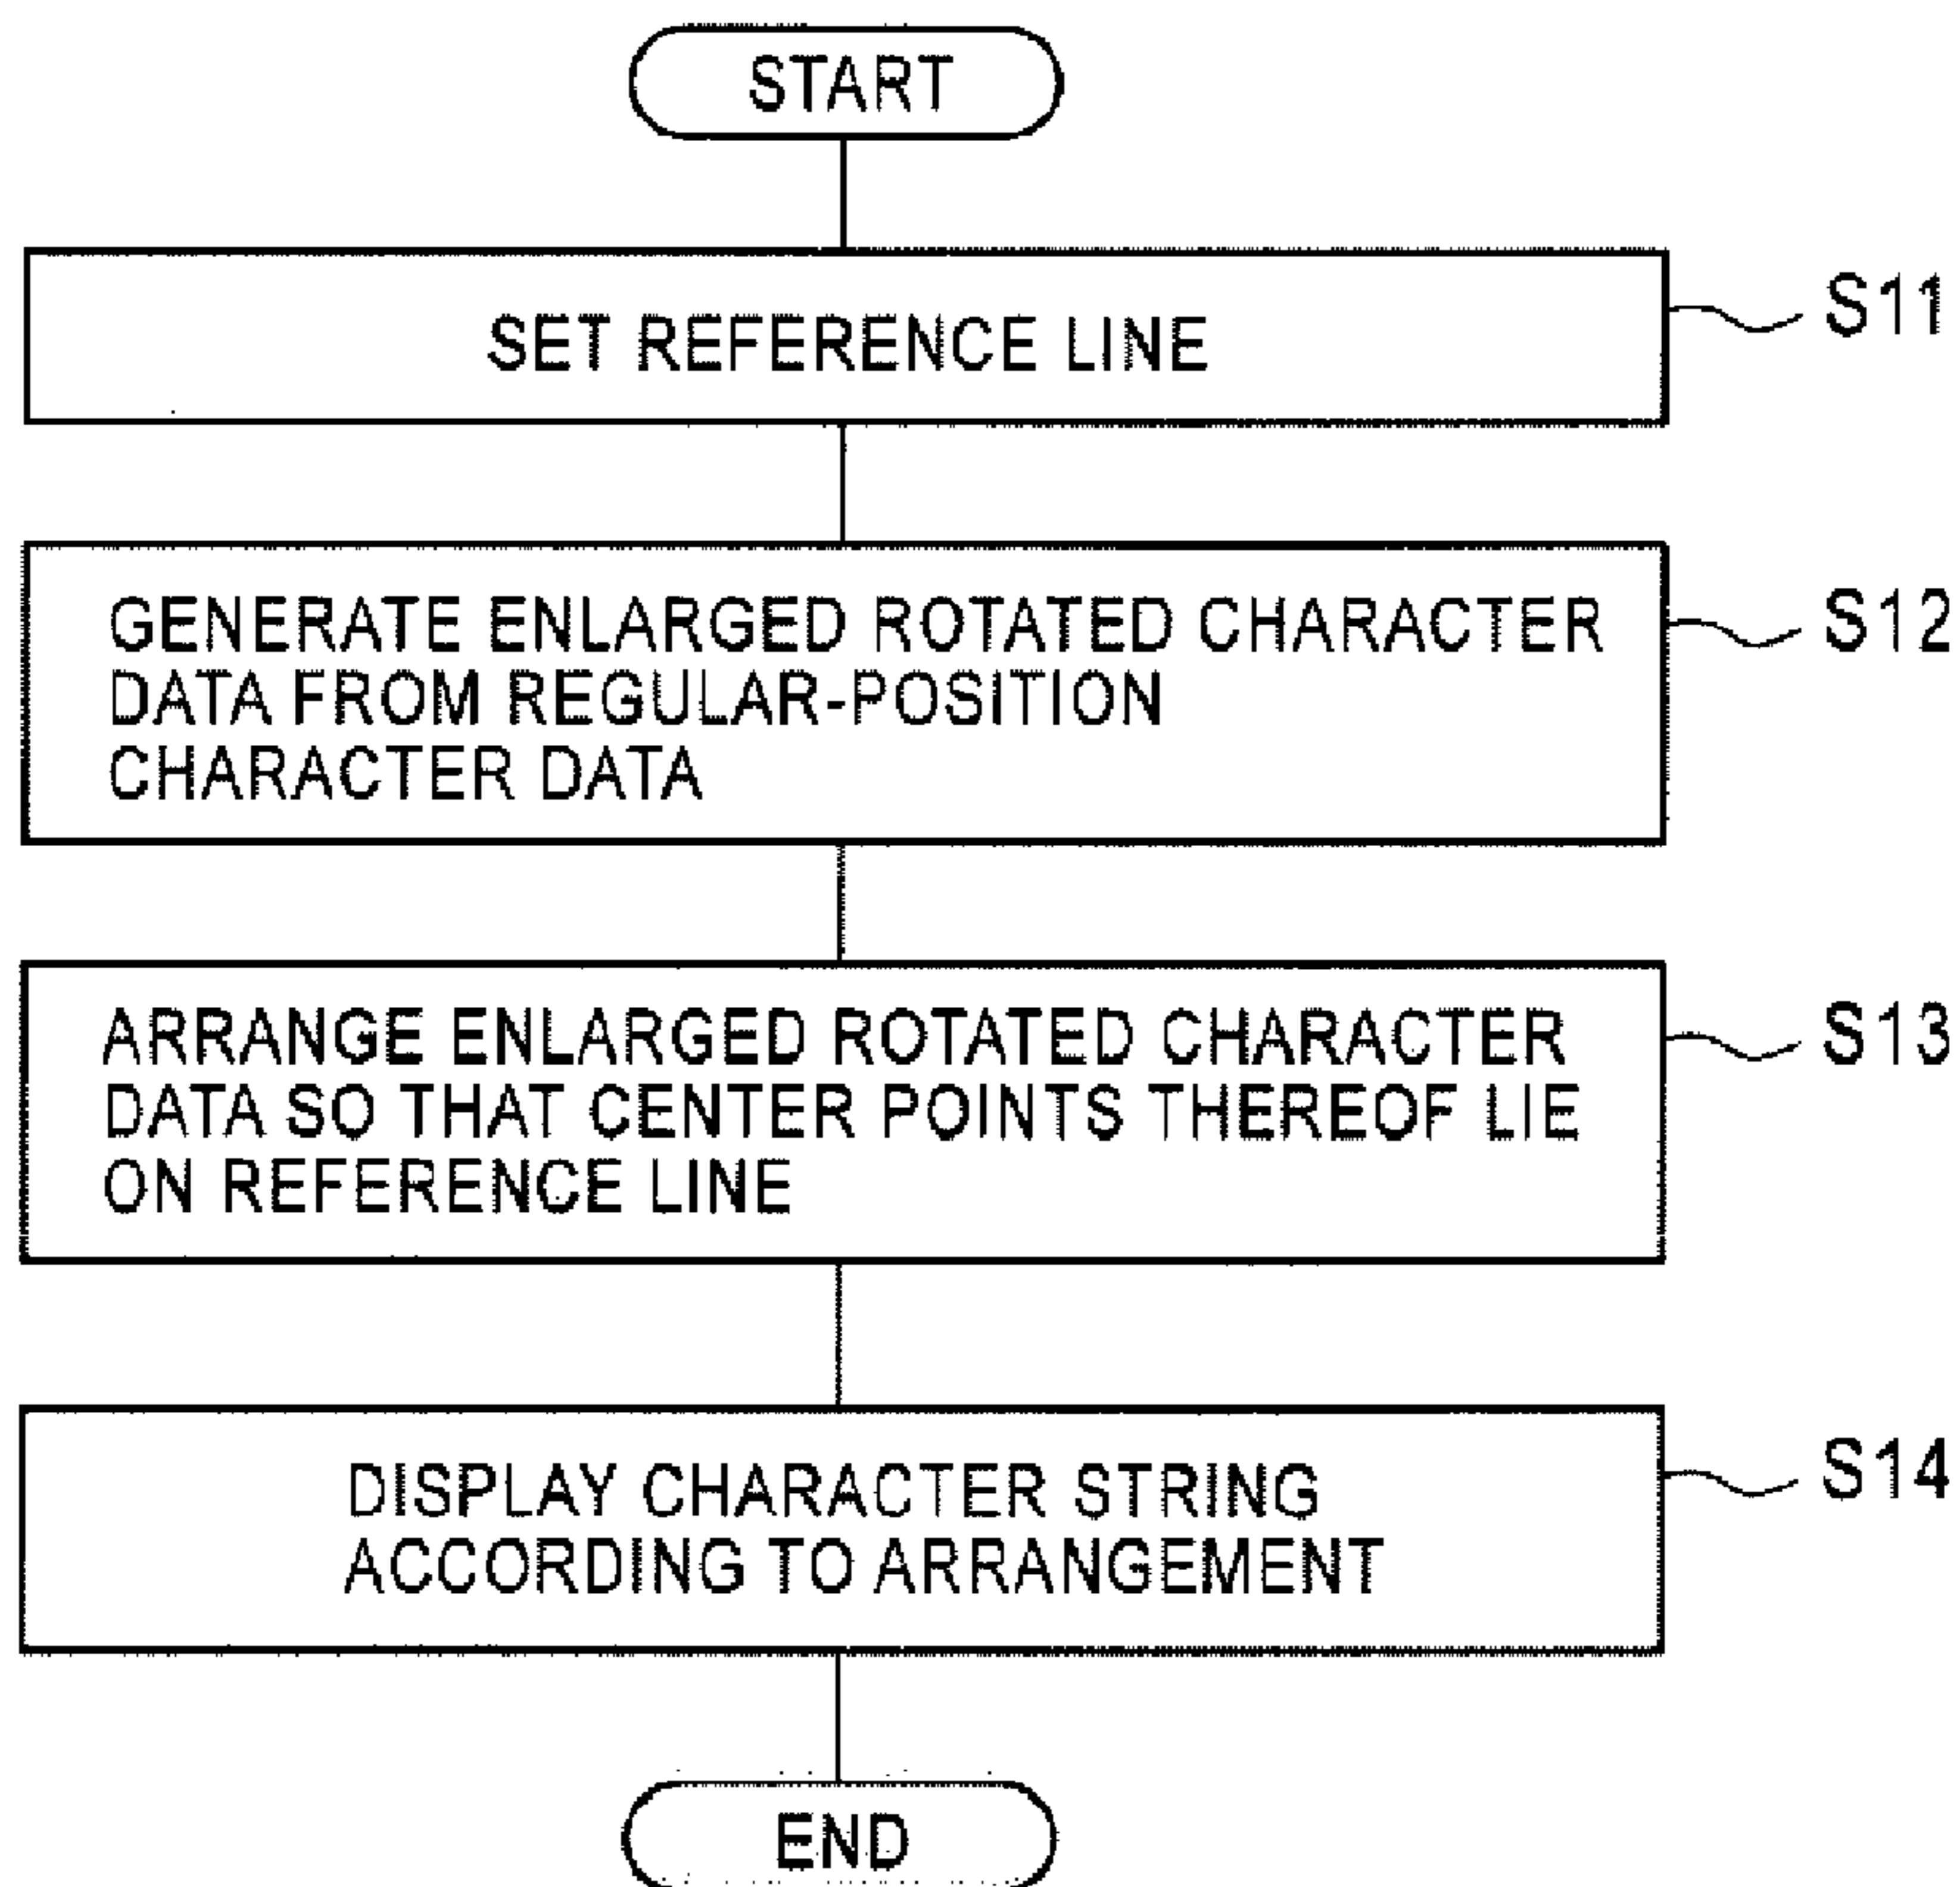 START
SET REFERENCE LINE
S11
GENERATE ENLARGED ROTATED CHARACTER
S12
DATA FROM REGULAR-POSITION
CHARACTER DATA
ARRANGE ENLARGED ROTATED CHARACTER
S13
DATA SO THAT CENTER POINTS THEREOF LIE
ON REFERENCE LINE
DISPLAY CHARACTER STRING
S14
ACCORDING TO ARRANGEMENT
END